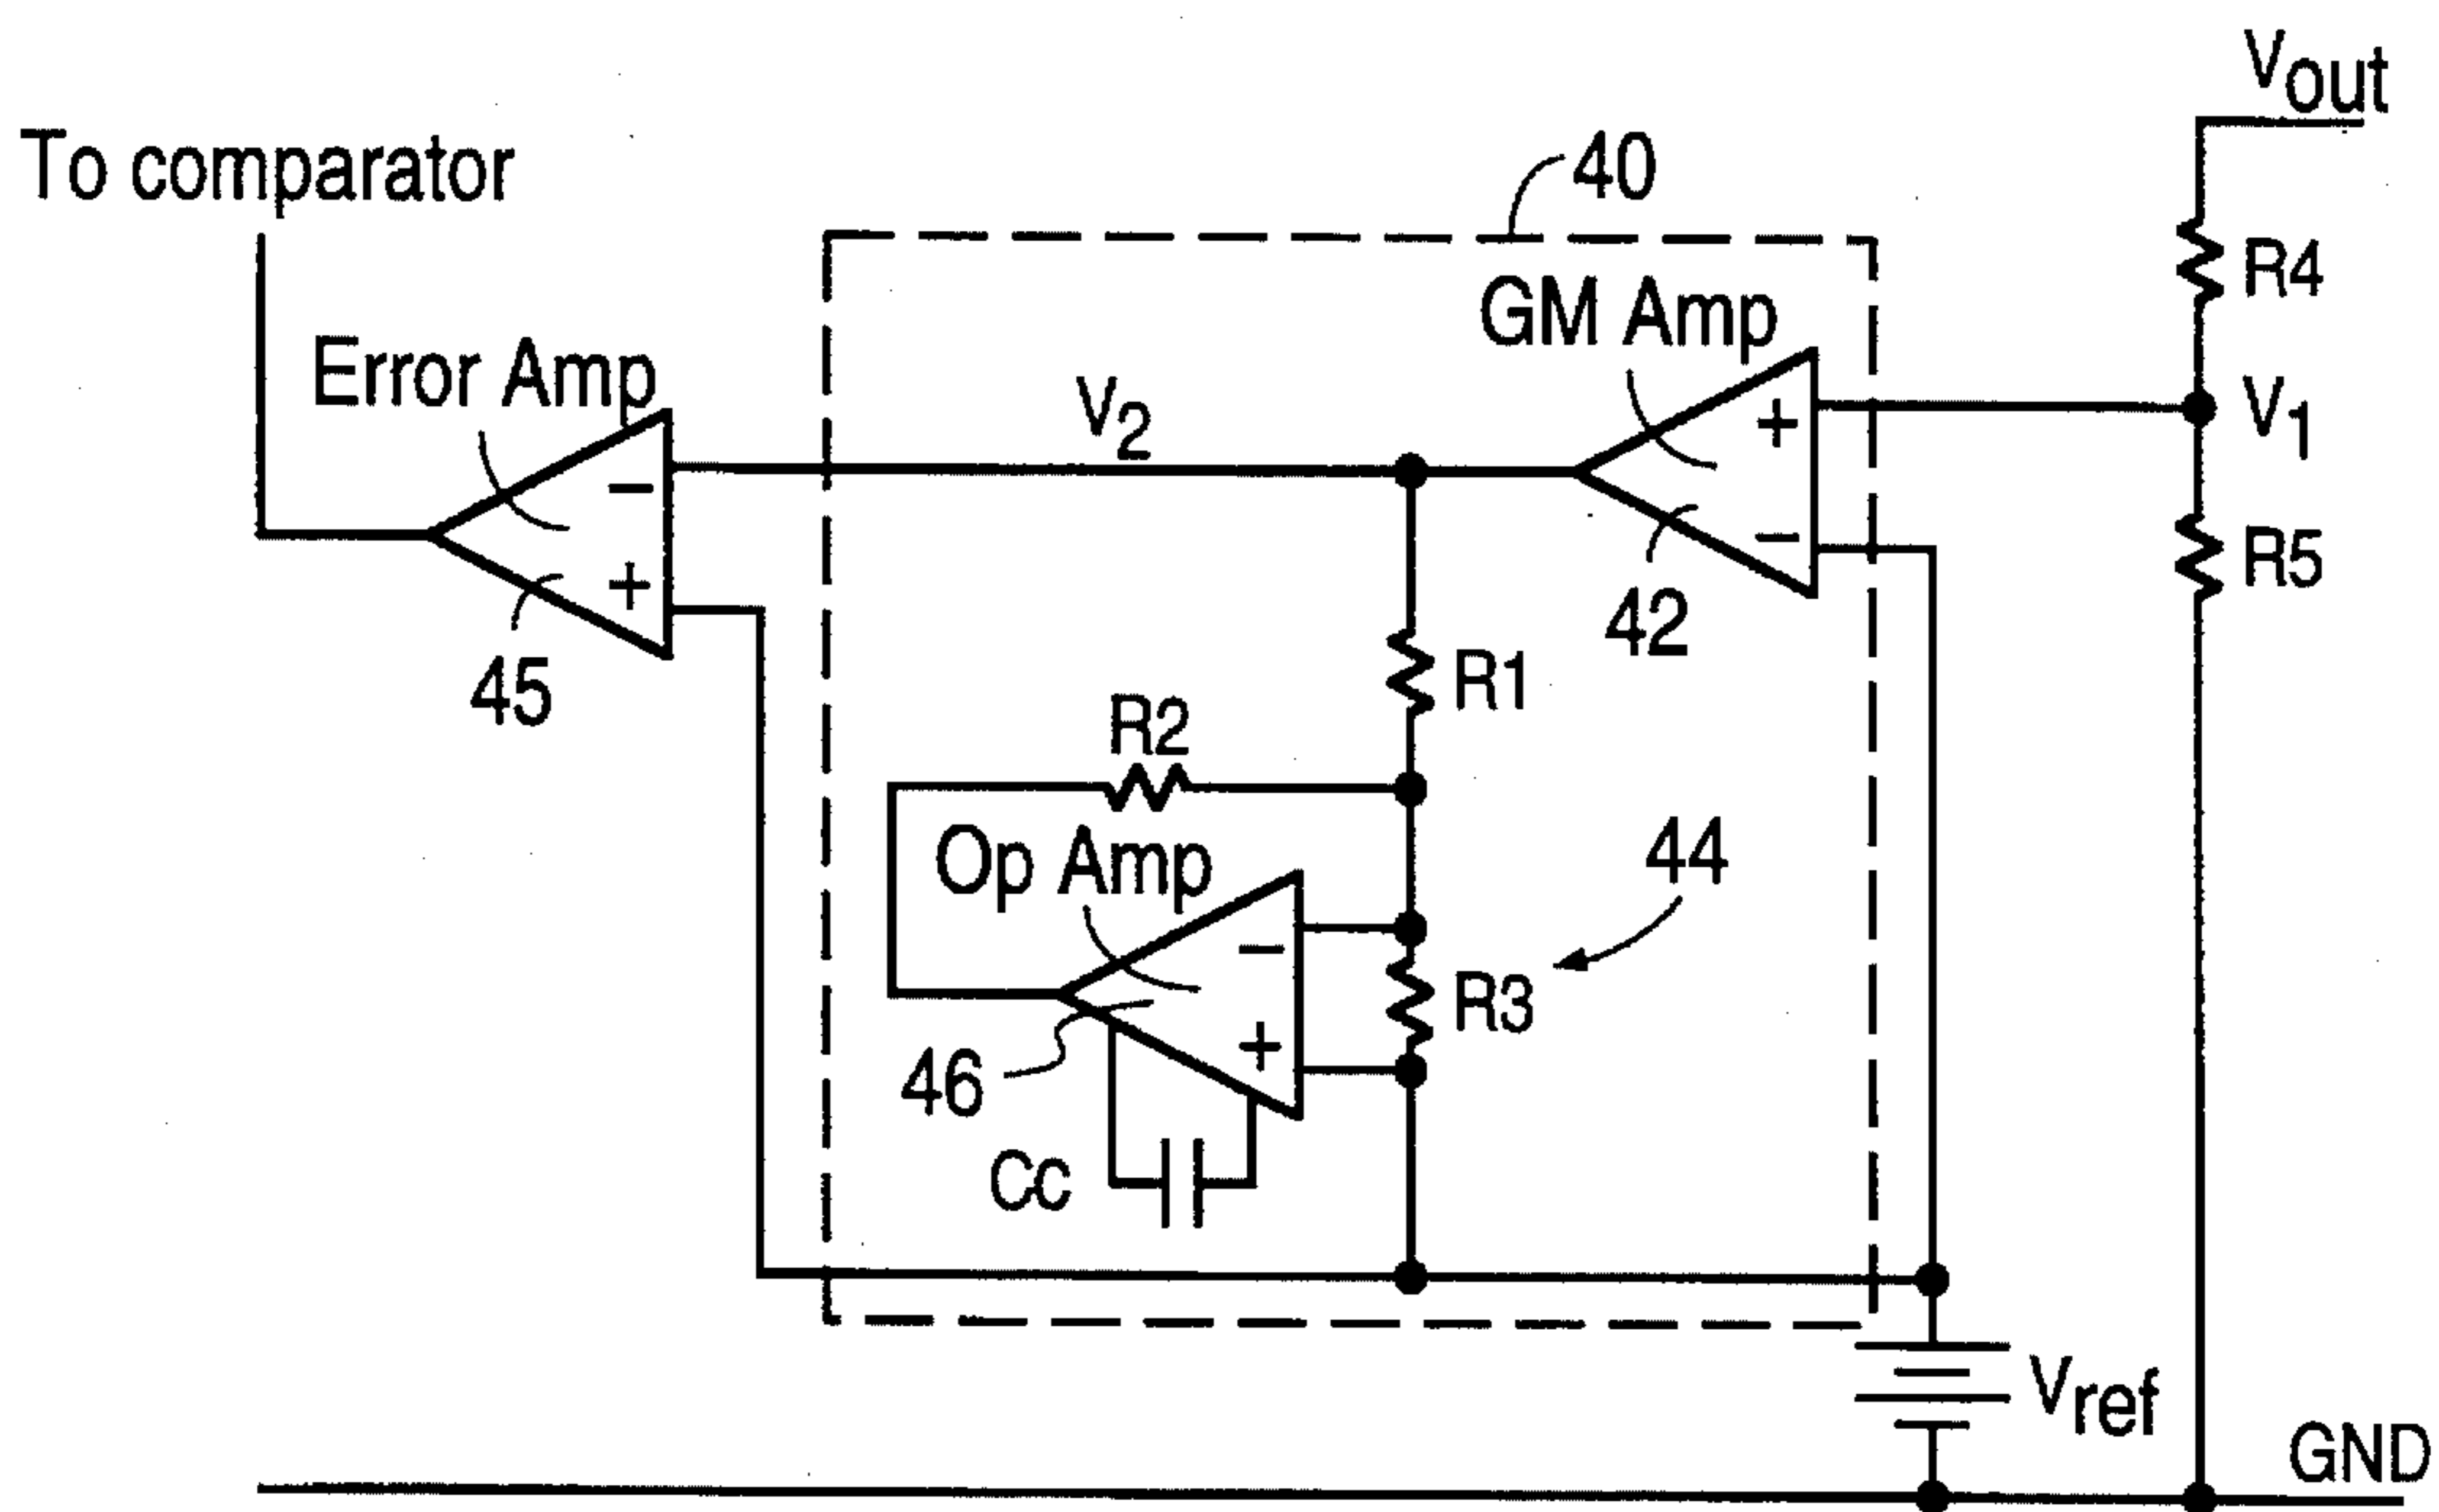 Vout
To comparator
40
R4
GM Amp
Error Amp
V2
V1
+
−
−
+
R5
42
45
R1
R2
Op Amp
44
−
R3
+
46
Cc
Vref
GND